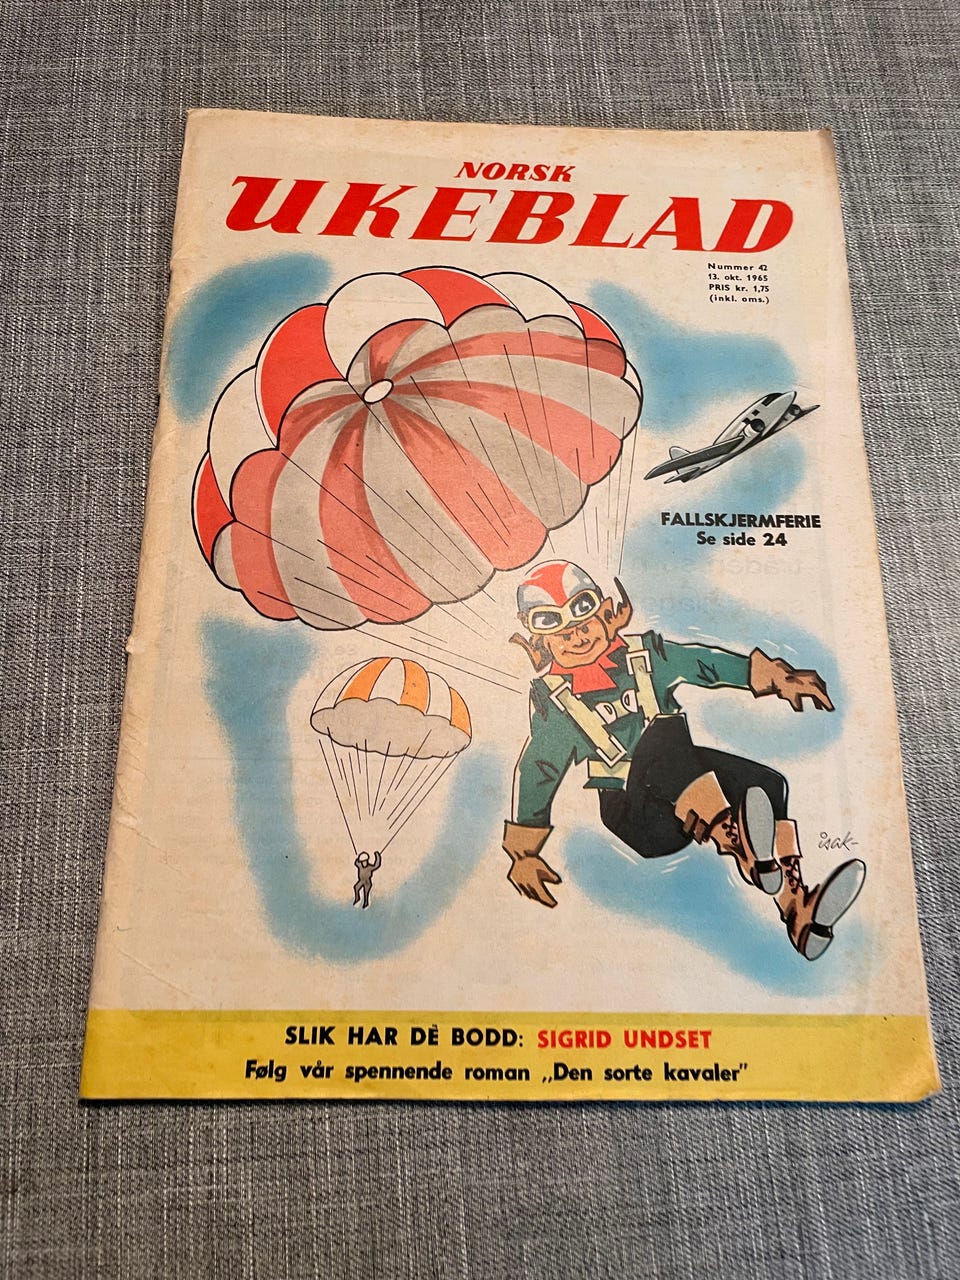 NORSK
UKEBLAD
Nummer 42
13. okt. 1965
PRIS kr. 1,75
(inkl. oms.)
FALLSKJERMFERIE
Se side 24
isak-
SLIK HAR DÈ BODD: SIGRID UNDSET
Følg vår spennende roman „Den sorte kavaler”